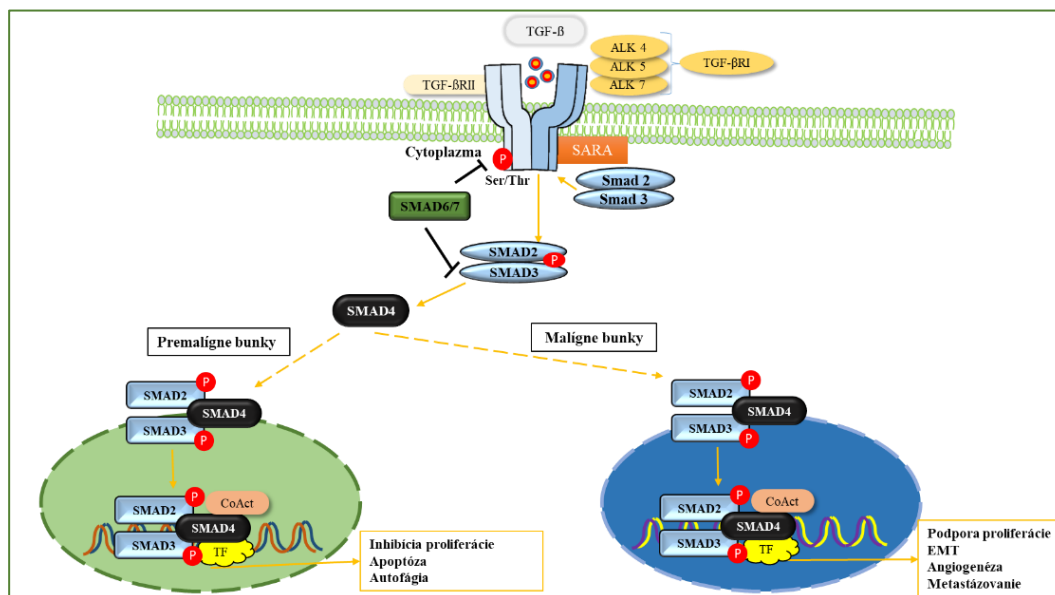 TGF-ß
ALK 4
ALK 5
ALK 7
TGF-βRI
TGF-ßRII
Cytoplazma
P
Ser/Thr
SARA
Smad 2
Smad 3
SMAD6/7
SMAD2
P
SMAD3
SMAD4
Premalígne bunky
Malígne bunky
P
SMAD2
SMAD4
SMAD3
P
P
SMAD2
SMAD4
SMAD3
P
P
CoAct
SMAD2
SMAD4
SMAD3
P
TF
Inhibícia proliferácie
Apoptóza
Autofágia
P
CoAct
SMAD2
SMAD4
SMAD3
P
TF
Podpora proliferácie
EMT
Angiogenéza
Metastázovanie